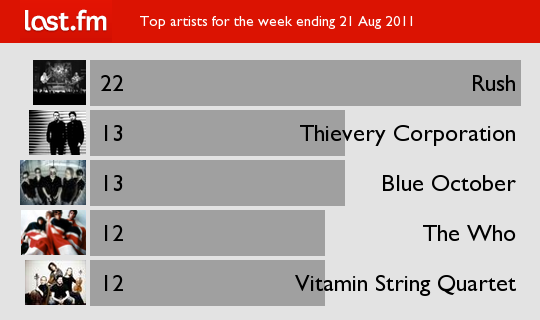 last.fm Top artists for the week ending 21 Aug 2011
22 Rush
13 Thievery Corporation
13 Blue October
12 The Who
12 Vitamin String Quartet